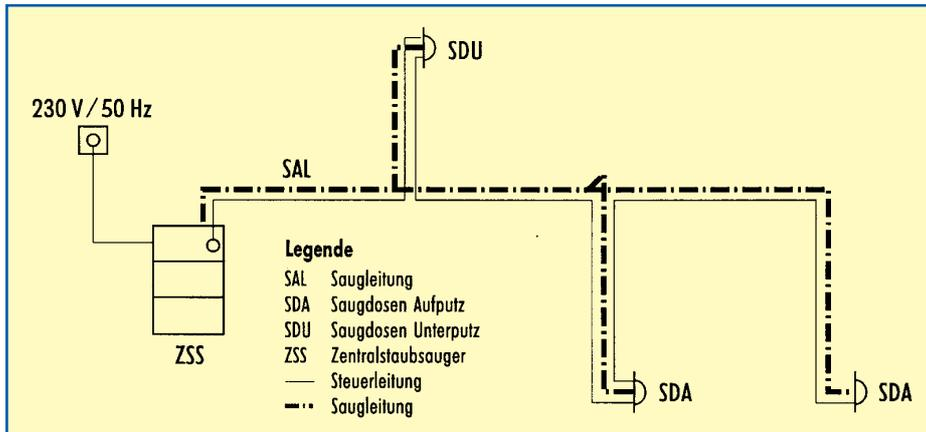 SDU
230 V/50 Hz
SAL
Legende
SAL Saugleitung
SDA Saugdosen Aufputz
SDU Saugdosen Unterputz
ZSS Zentralstaubsauger
Steuerleitung
Saugleitung
ZSS
SDA
SDA